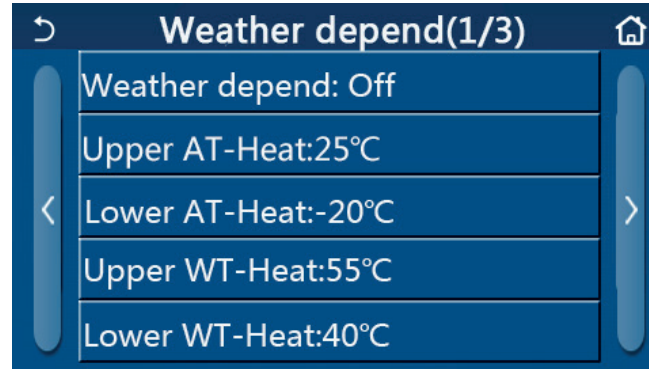 Weather depend(1/3)
Weather depend: Off
Upper AT-Heat:25℃
Lower AT-Heat:-20℃
Upper WT-Heat:55℃
Lower WT-Heat:40℃